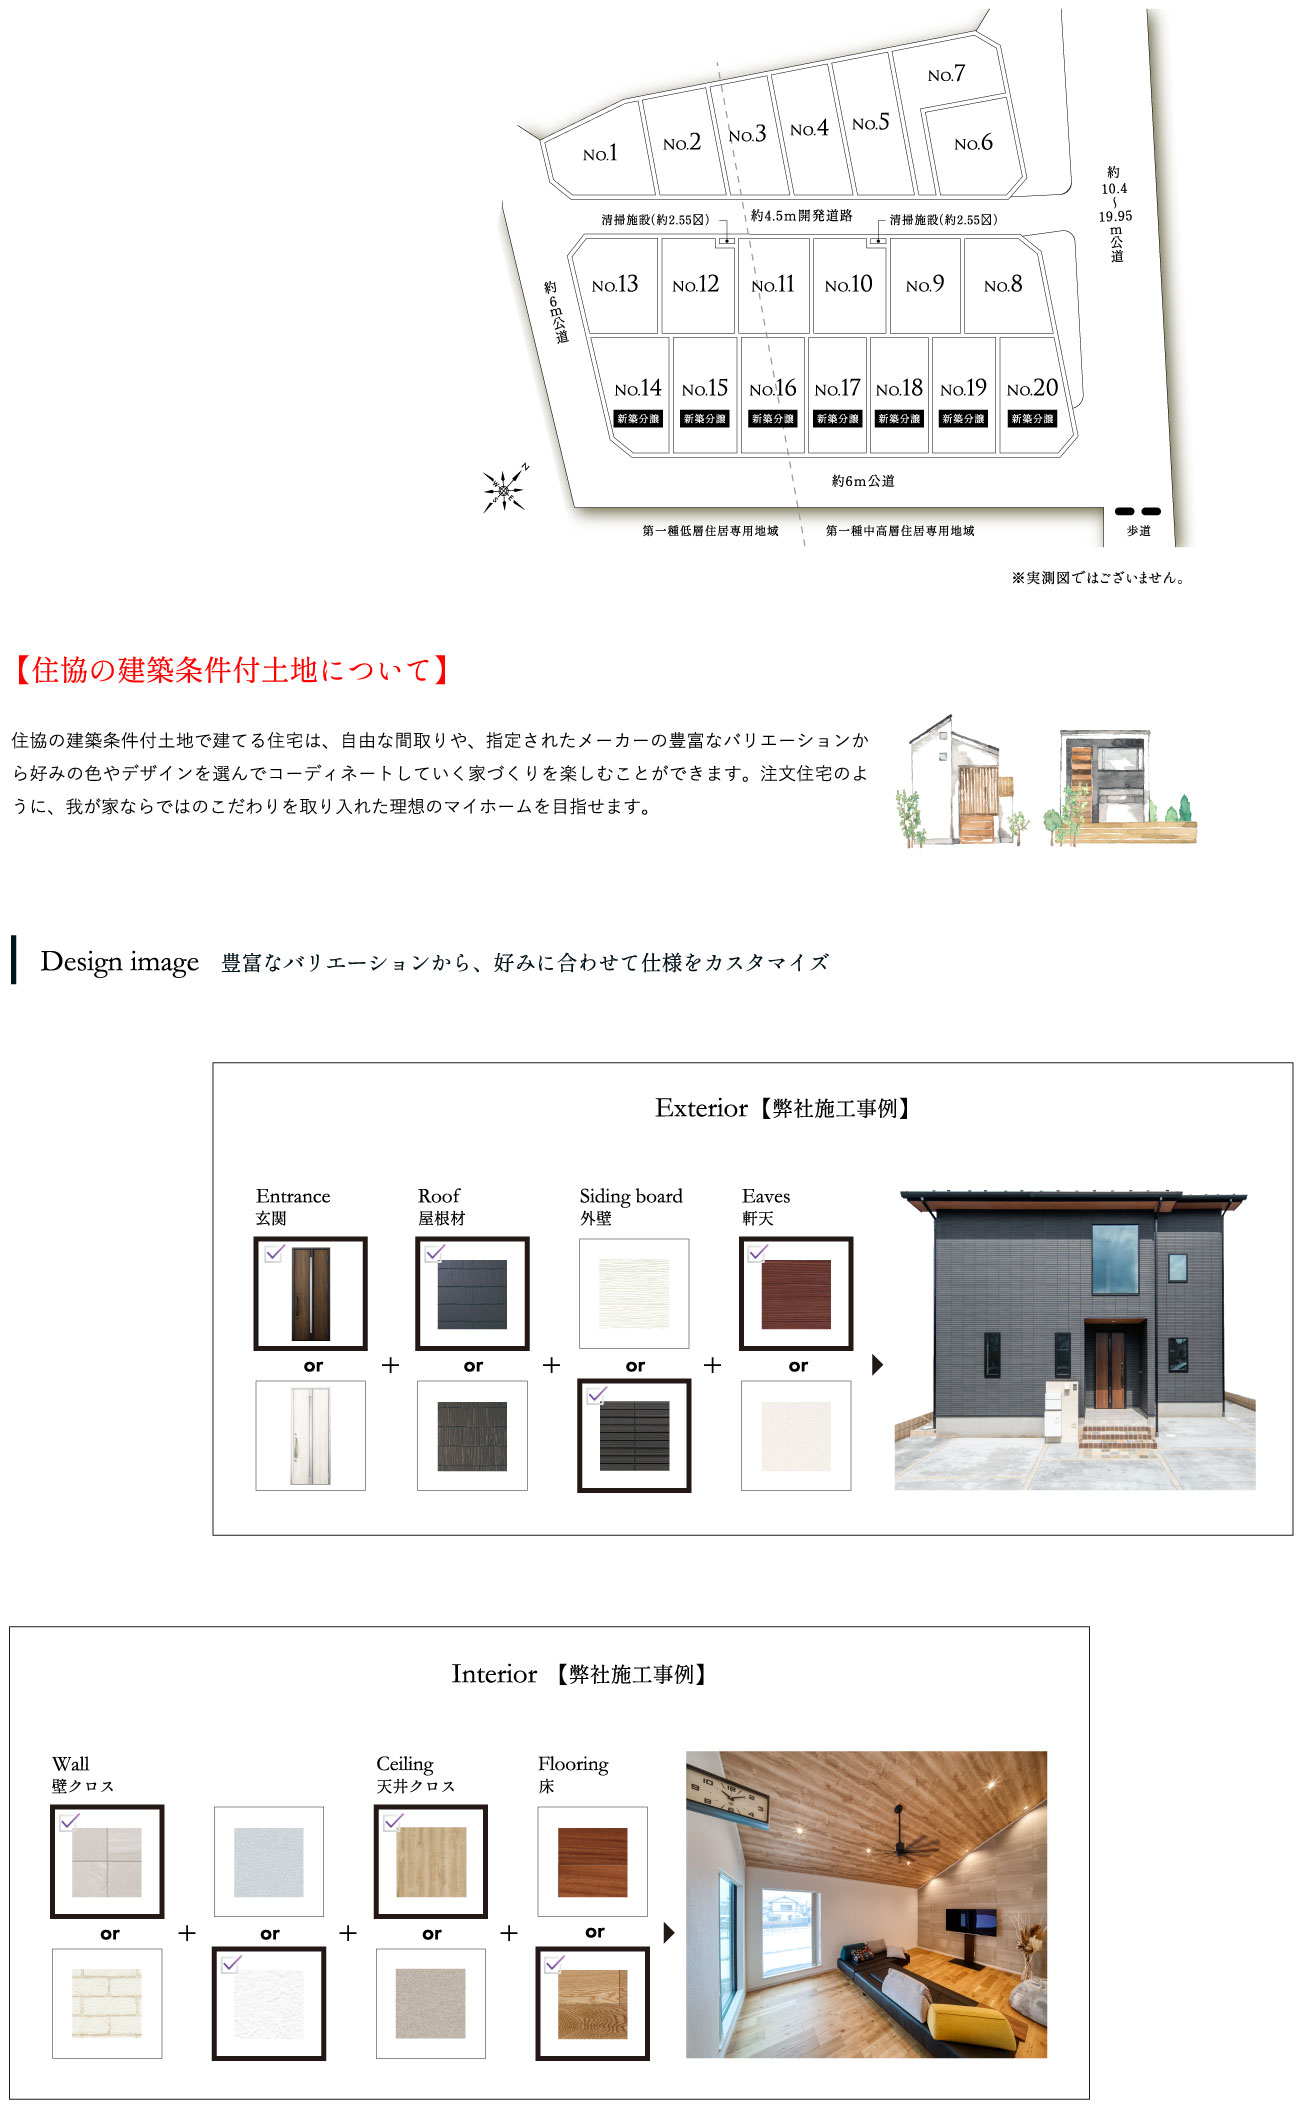 No.7
No.5
No.4
No.3
No.2
No.1
No.6
約10.4〜19.95m公道
清掃施設(約2.55㎡)
約4.5m開発道路
清掃施設(約2.55㎡)
約6m公道
No.13
No.12
No.11
No.10
No.9
No.8
No.14
No.15
No.16
No.17
No.18
No.19
No.20
新築分譲
新築分譲
新築分譲
新築分譲
新築分譲
新築分譲
新築分譲
N
W
S
E
約6m公道
第一種低層住居専用地域
第一種中高層住居専用地域
歩道
※実測図ではございません。
【住協の建築条件付土地について】
住協の建築条件付土地で建てる住宅は、自由な間取りや、指定されたメーカーの豊富なバリエーションか
ら好みの色やデザインを選んでコーディネートしていく家づくりを楽しむことができます。注文住宅のよ
うに、我が家ならではのこだわりを取り入れた理想のマイホームを目指せます。
Design image 豊富なバリエーションから、好みに合わせて仕様をカスタマイズ
Exterior【弊社施工事例】
Entrance
玄関
Roof
屋根材
Siding board
外壁
Eaves
軒天
or + or + or + or
Interior 【弊社施工事例】
Wall
壁クロス
Ceiling
天井クロス
Flooring
床
or + or + or + or